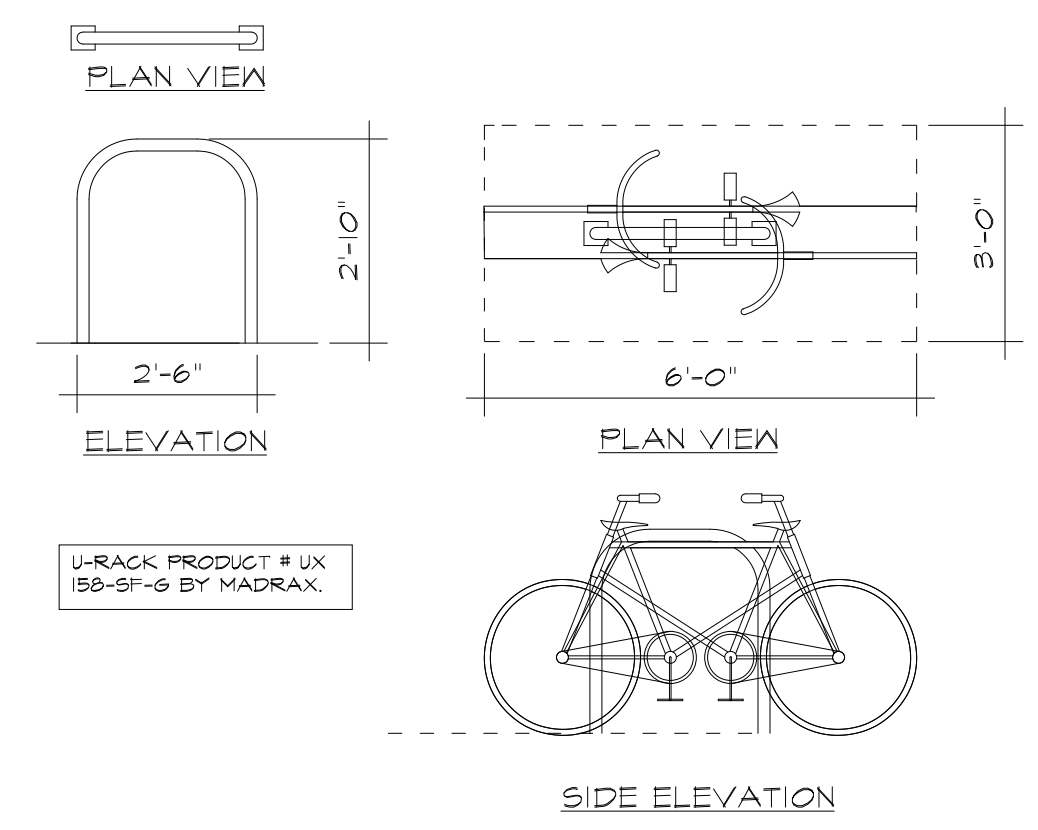 PLAN VIEW
2'-10"
2'-6"
ELEVATION
3'-0"
6'-0"
PLAN VIEW
U-RACK PRODUCT # UX
158-SF-G BY MADRAX.
SIDE ELEVATION